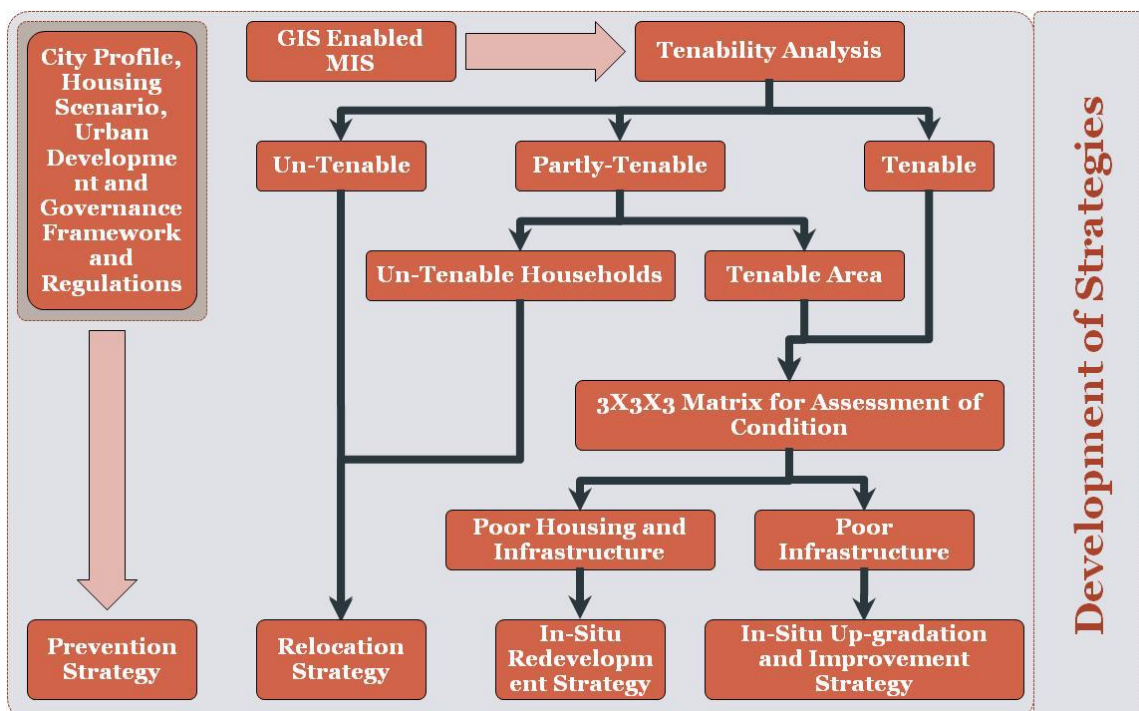 City Profile,
Housing
Scenario,
Urban
Developme
nt and
Governance
Framework
and
Regulations
GIS Enabled
MIS
Tenability Analysis
Un-Tenable
Partly-Tenable
Tenable
Un-Tenable Households
Tenable Area
3X3X3 Matrix for Assessment of
Condition
Poor Housing and
Infrastructure
Poor
Infrastructure
Prevention
Strategy
Relocation
Strategy
In-Situ
Redevelopm
ent Strategy
In-Situ Up-gradation
and Improvement
Strategy
Development of Strategies